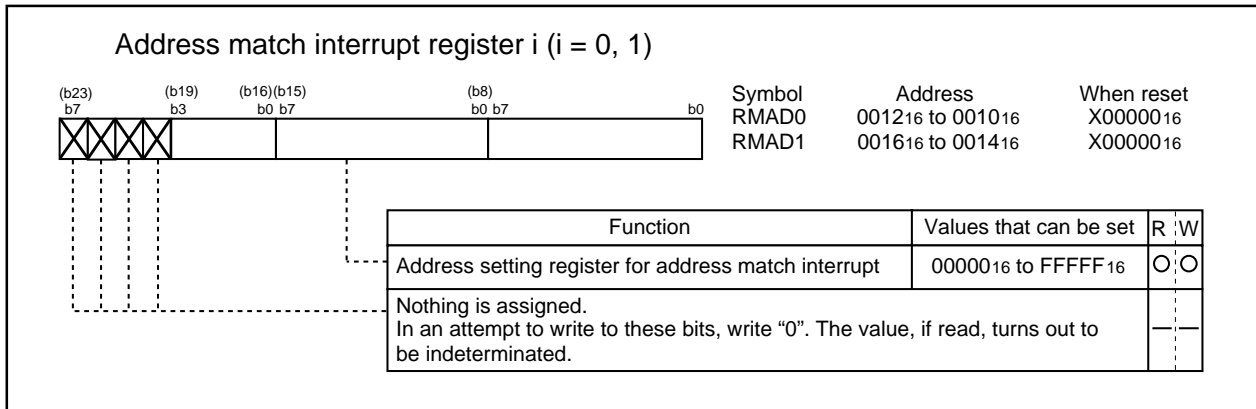 Address match interrupt register i (i = 0, 1)
(b23) (b19) (b16)(b15) (b8)
b7 b3 b0 b7 b0 b7 b0
Symbol Address When reset
RMAD0 001216 to 001016 X0000016
RMAD1 001616 to 001416 X0000016
Function Values that can be set R W
Address setting register for address match interrupt 0000016 to FFFFF16 O O
Nothing is assigned.
In an attempt to write to these bits, write “0”. The value, if read, turns out to
be indeterminated.
— —